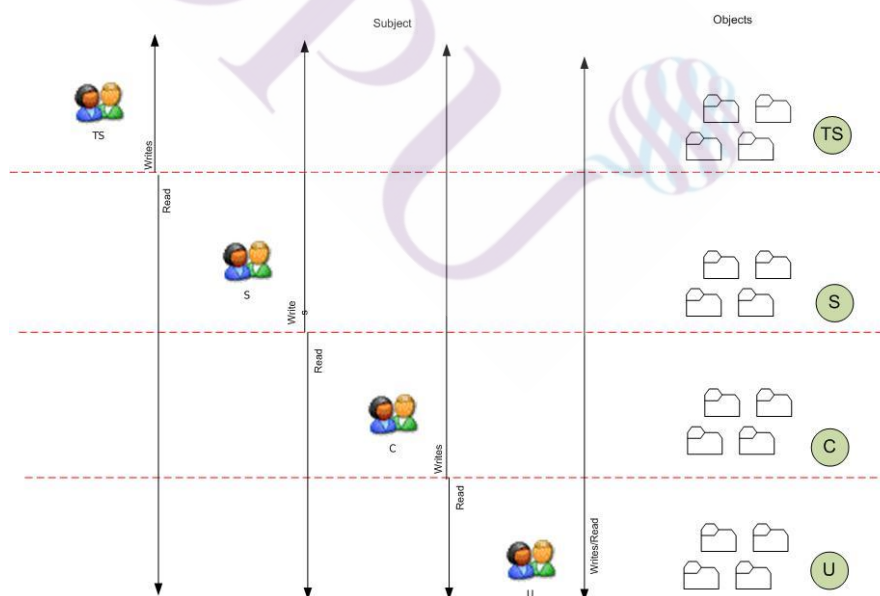 Subject
Objects
TS
Writes
TS
Read
S
Write
s
S
Read
C
Writes
C
Read
Writes/Read
U
U